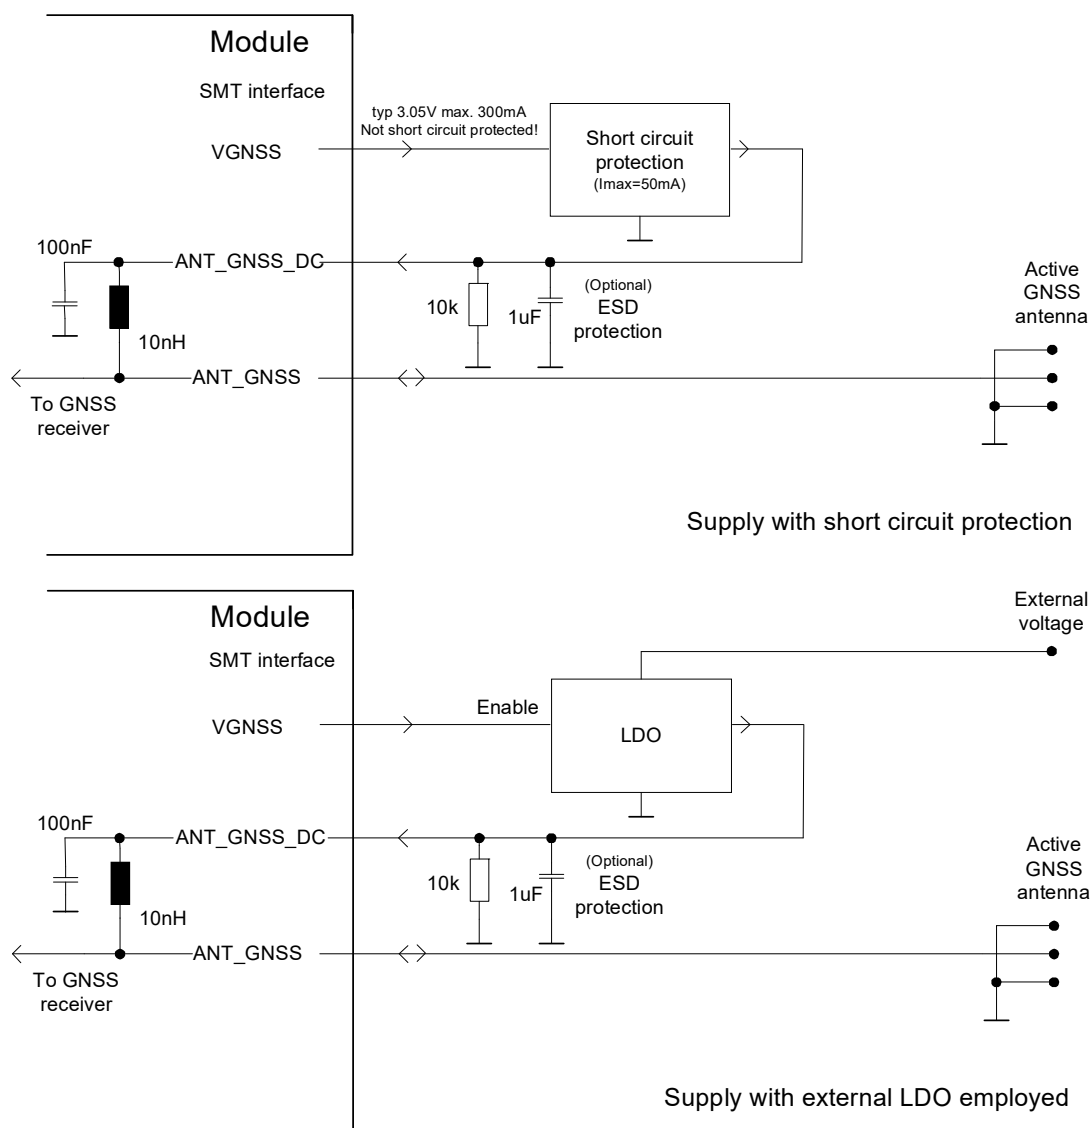 Module
SMT interface
typ 3.05V max. 300mA
Not short circuit protected!
VGNSS
Short circuit
protection
(Imax=50mA)
100nF
ANT_GNSS_DC
10nH
10k
1uF
(Optional)
ESD
protection
Active
GNSS
antenna
ANT_GNSS
To GNSS
receiver
Supply with short circuit protection
Module
SMT interface
External
voltage
VGNSS
Enable
LDO
100nF
ANT_GNSS_DC
10nH
10k
1uF
(Optional)
ESD
protection
Active
GNSS
antenna
ANT_GNSS
To GNSS
receiver
Supply with external LDO employed